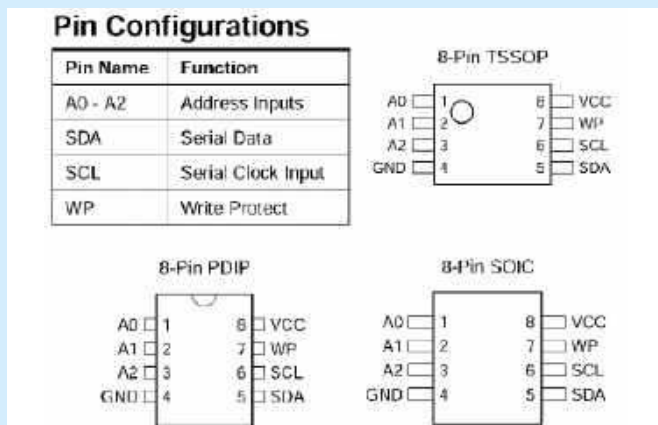 Pin Configurations
Pin Name Function
A0 - A2 Address Inputs
SDA Serial Data
SCL Serial Clock Input
WP Write Protect
8-Pin TSSOP
A0 1 8 VCC
A1 2 7 WP
A2 3 6 SCL
GND 4 5 SDA
8-Pin PDIP
A0 1 8 VCC
A1 2 7 WP
A2 3 6 SCL
GND 4 5 SDA
8-Pin SOIC
A0 1 8 VCC
A1 2 7 WP
A2 3 6 SCL
GND 4 5 SDA